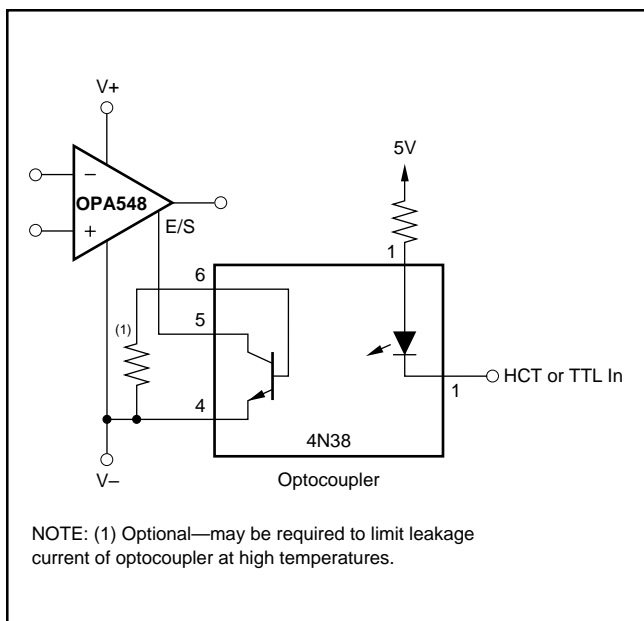 V+
5V
−
OPA548
+
E/S
1
6
(1)
5
HCT or TTL In
1
4
4N38
V–
Optocoupler
NOTE: (1) Optional—may be required to limit leakage
current of optocoupler at high temperatures.